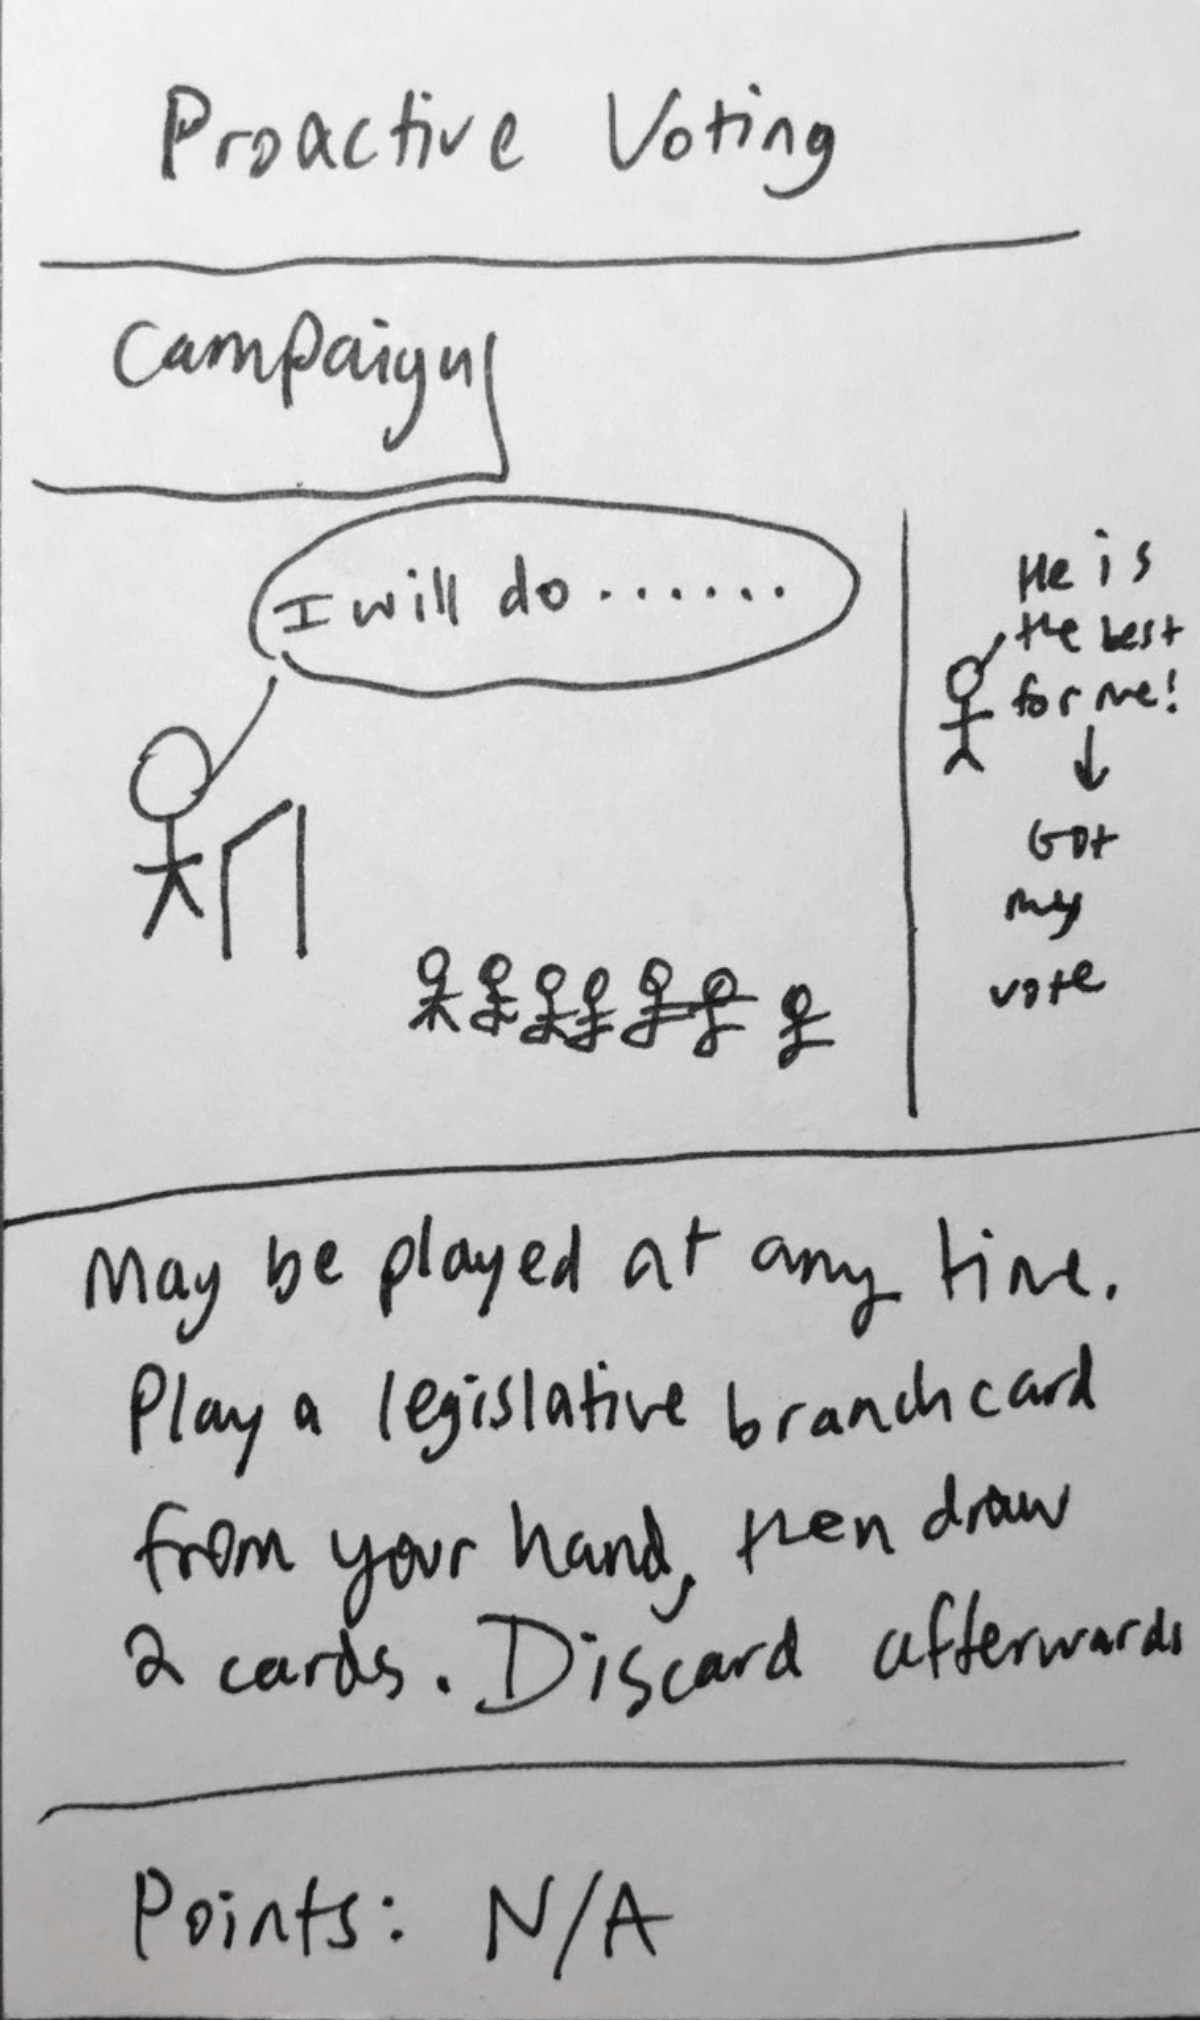 Proactive Voting
Campaign
I will do .......
He is
the best
for me!
Got
my
vote
May be played at any time.
Play a legislative branch card
from your hand, then draw
2 cards. Discard afterwards
Points: N/A